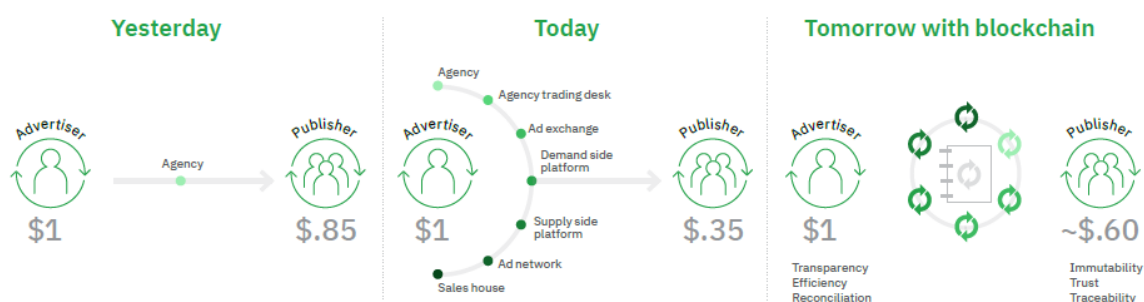 Yesterday
Advertiser
$1
Agency
Publisher
$.85
Today
Advertiser
$1
Agency
Agency trading desk
Ad exchange
Demand side
platform
Supply side
platform
Ad network
Sales house
Publisher
$.35
Tomorrow with blockchain
Advertiser
$1
Transparency
Efficiency
Reconciliation
Publisher
~$.60
Immutability
Trust
Traceability